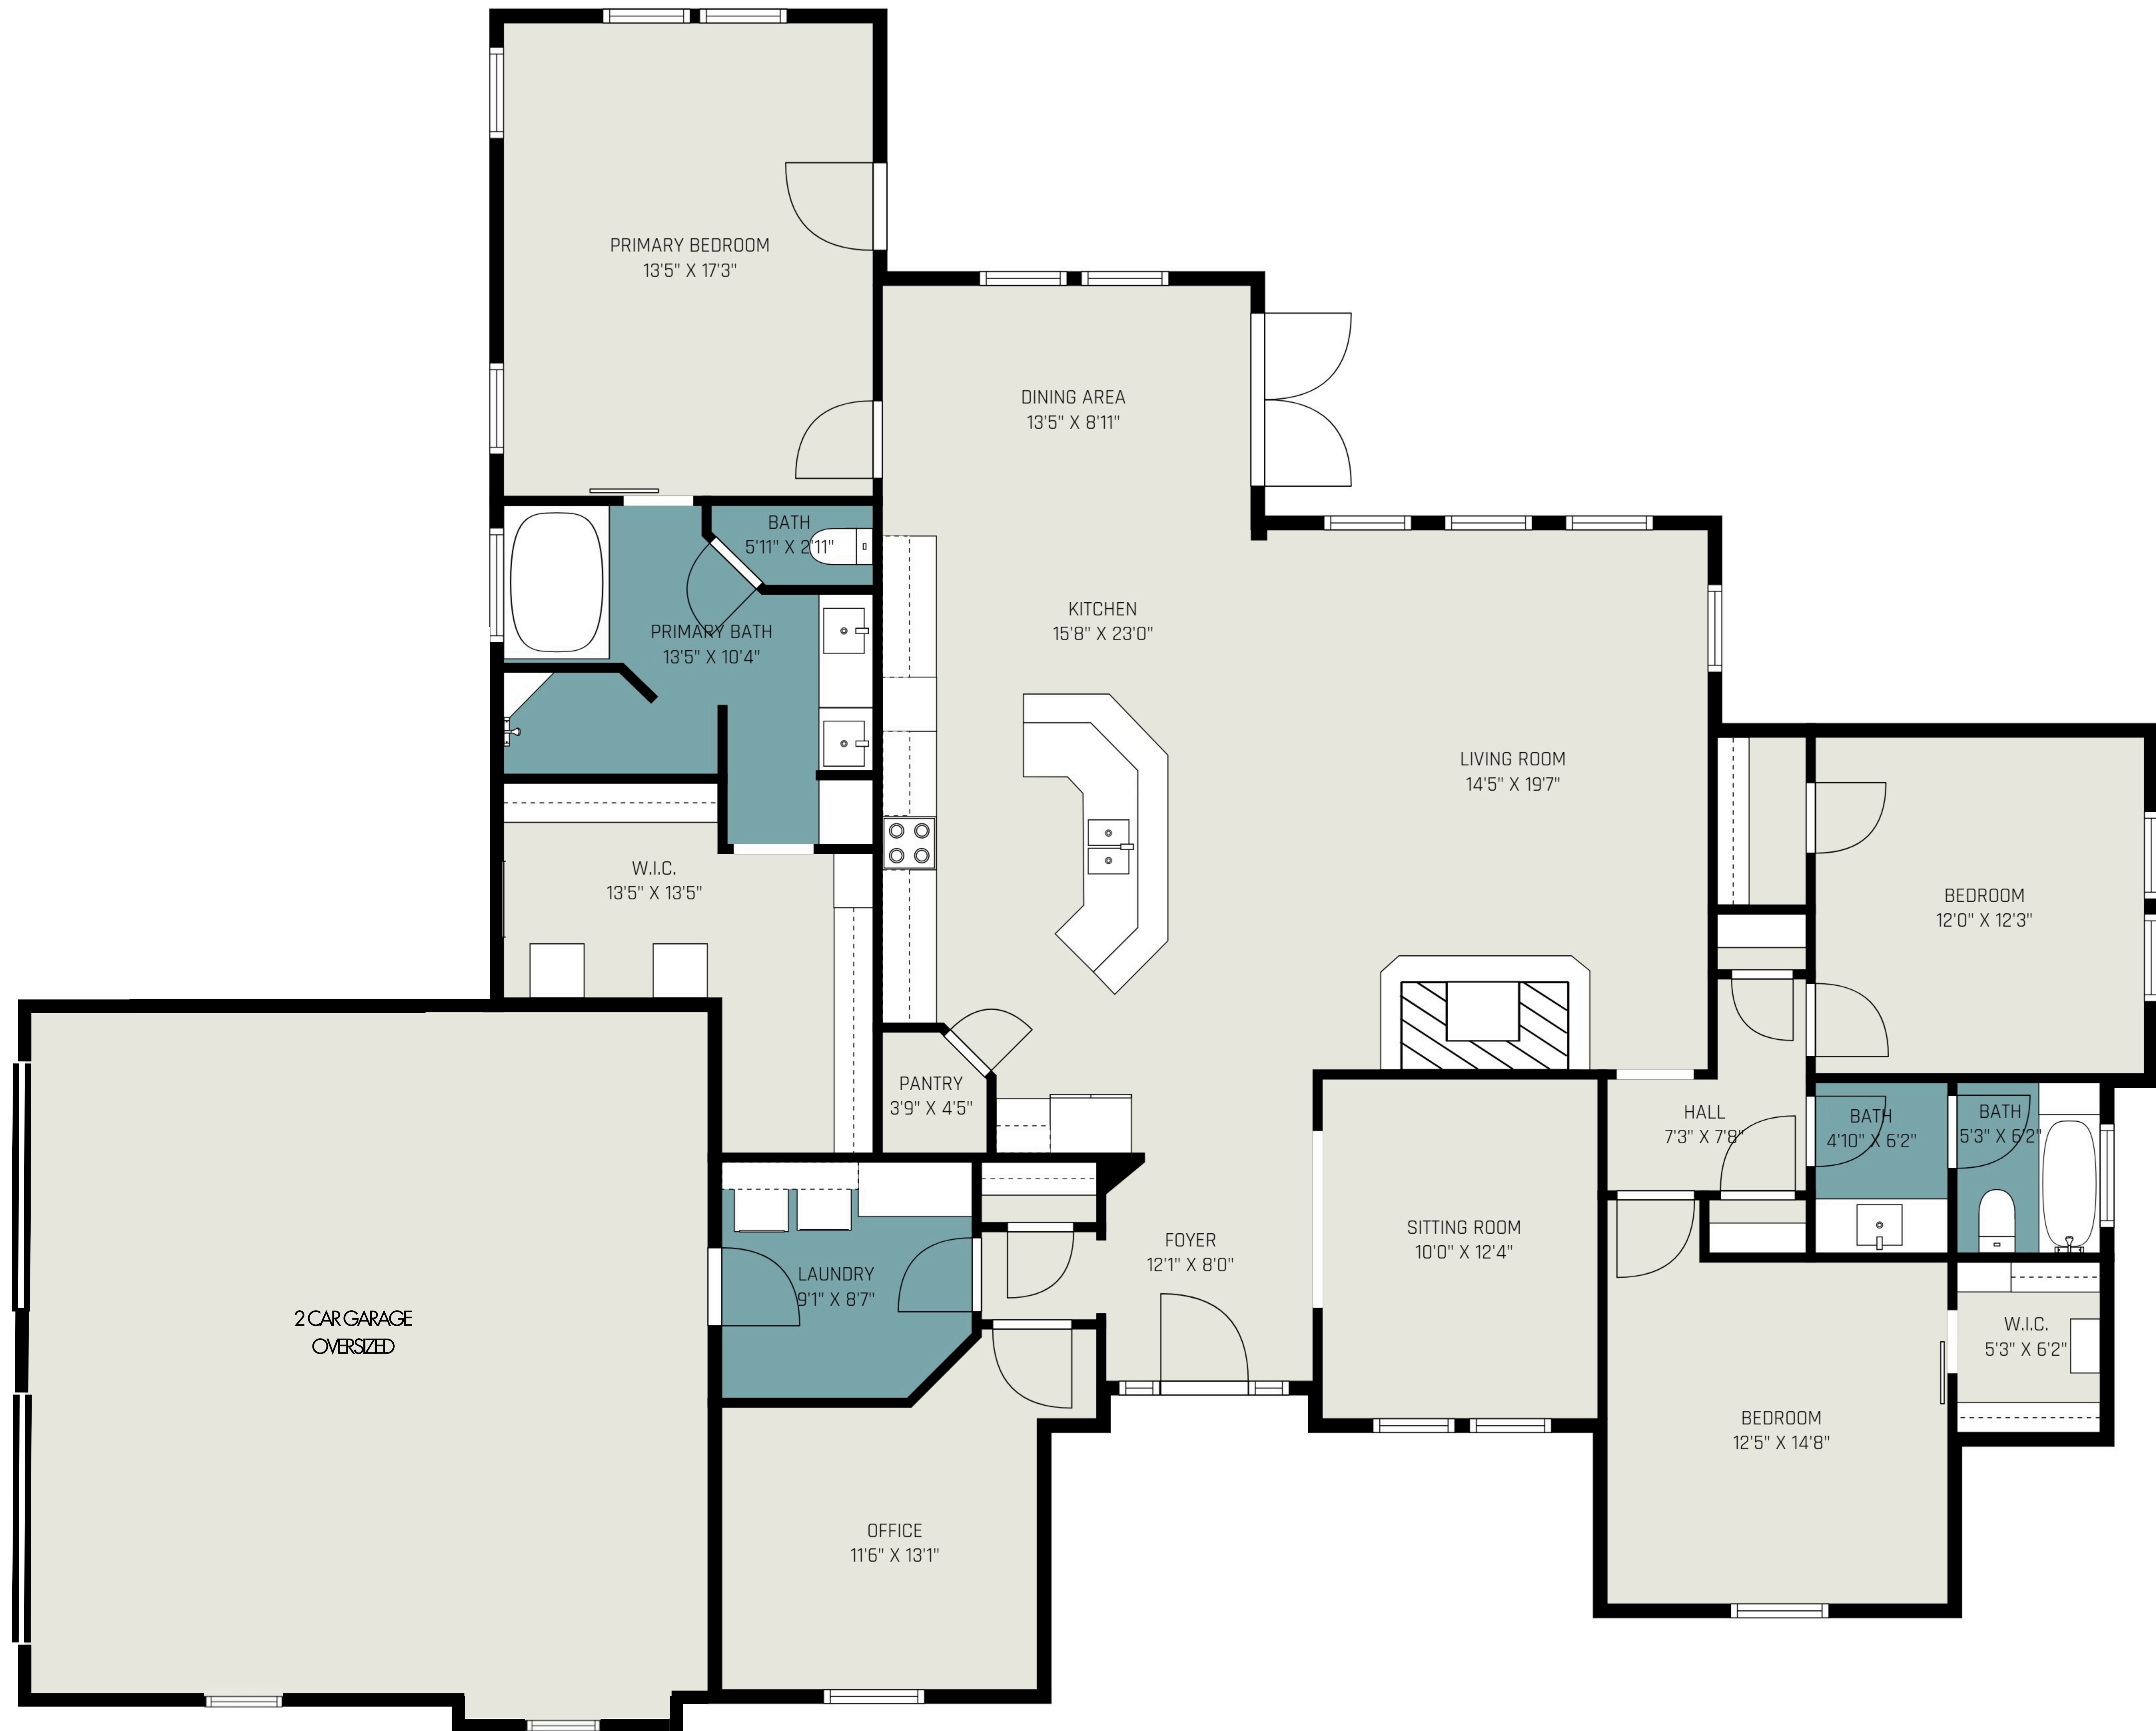 PRIMARY BEDROOM
13'5" X 17'3"
DINING AREA
13'5" X 8'11"
BATH
5'11" X 2'11"
KITCHEN
15'8" X 23'0"
PRIMARY BATH
13'5" X 10'4"
LIVING ROOM
14'5" X 19'7"
W.I.C.
13'5" X 13'5"
BEDROOM
12'0" X 12'3"
PANTRY
3'9" X 4'5"
HALL
7'3" X 7'8"
BATH
4'10" X 6'2"
BATH
5'3" X 6'2"
SITTING ROOM
10'0" X 12'4"
FOYER
12'1" X 8'0"
LAUNDRY
9'1" X 8'7"
2 CAR GARAGE
OVERSIZED
W.I.C.
5'3" X 6'2"
BEDROOM
12'5" X 14'8"
OFFICE
11'6" X 13'1"